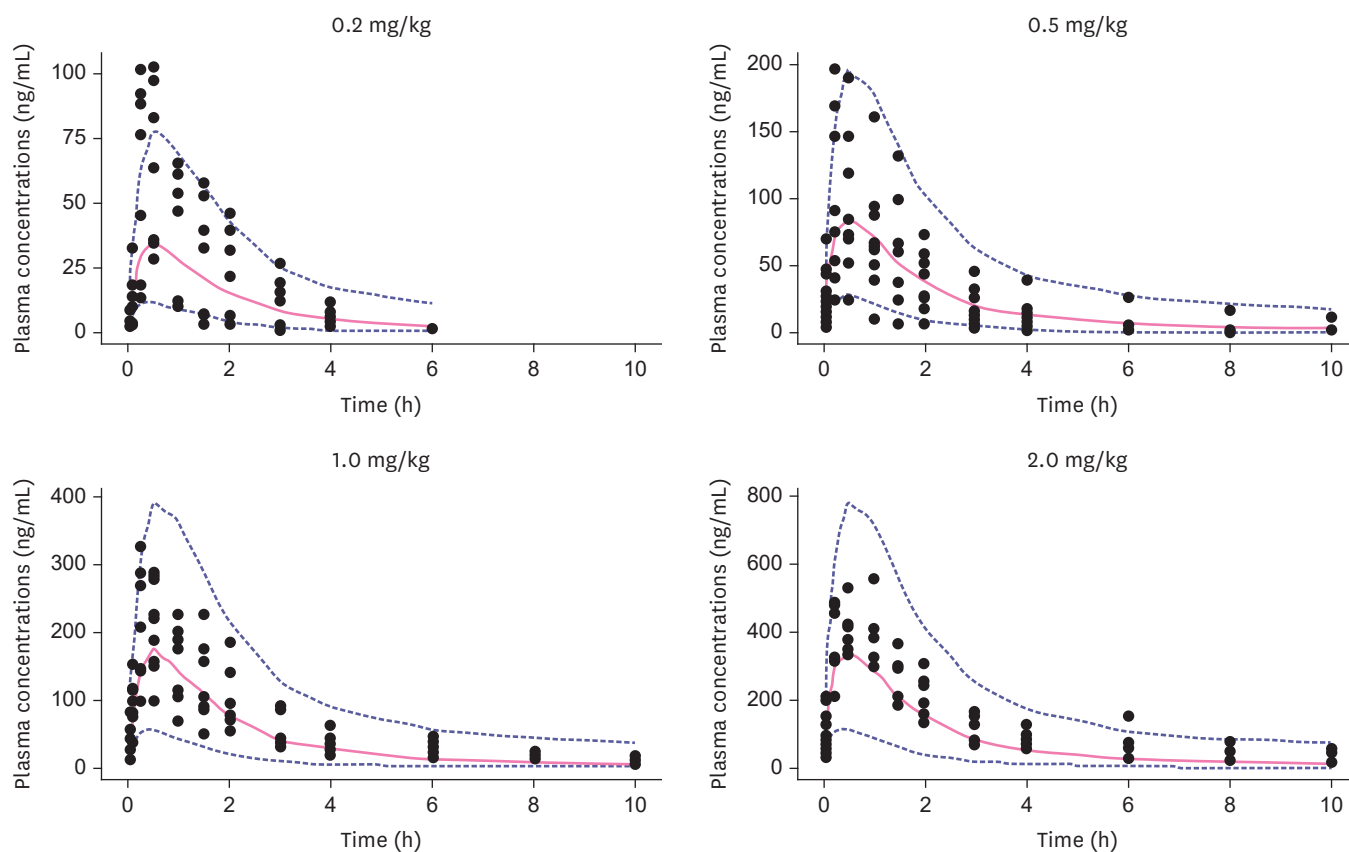 0.2 mg/kg
Plasma concentrations (ng/mL)
100
75
50
25
0
0 2 4 6 8 10
Time (h)
0.5 mg/kg
Plasma concentrations (ng/mL)
200
150
100
50
0
0 2 4 6 8 10
Time (h)
1.0 mg/kg
Plasma concentrations (ng/mL)
400
300
200
100
0
0 2 4 6 8 10
Time (h)
2.0 mg/kg
Plasma concentrations (ng/mL)
800
600
400
200
0
0 2 4 6 8 10
Time (h)